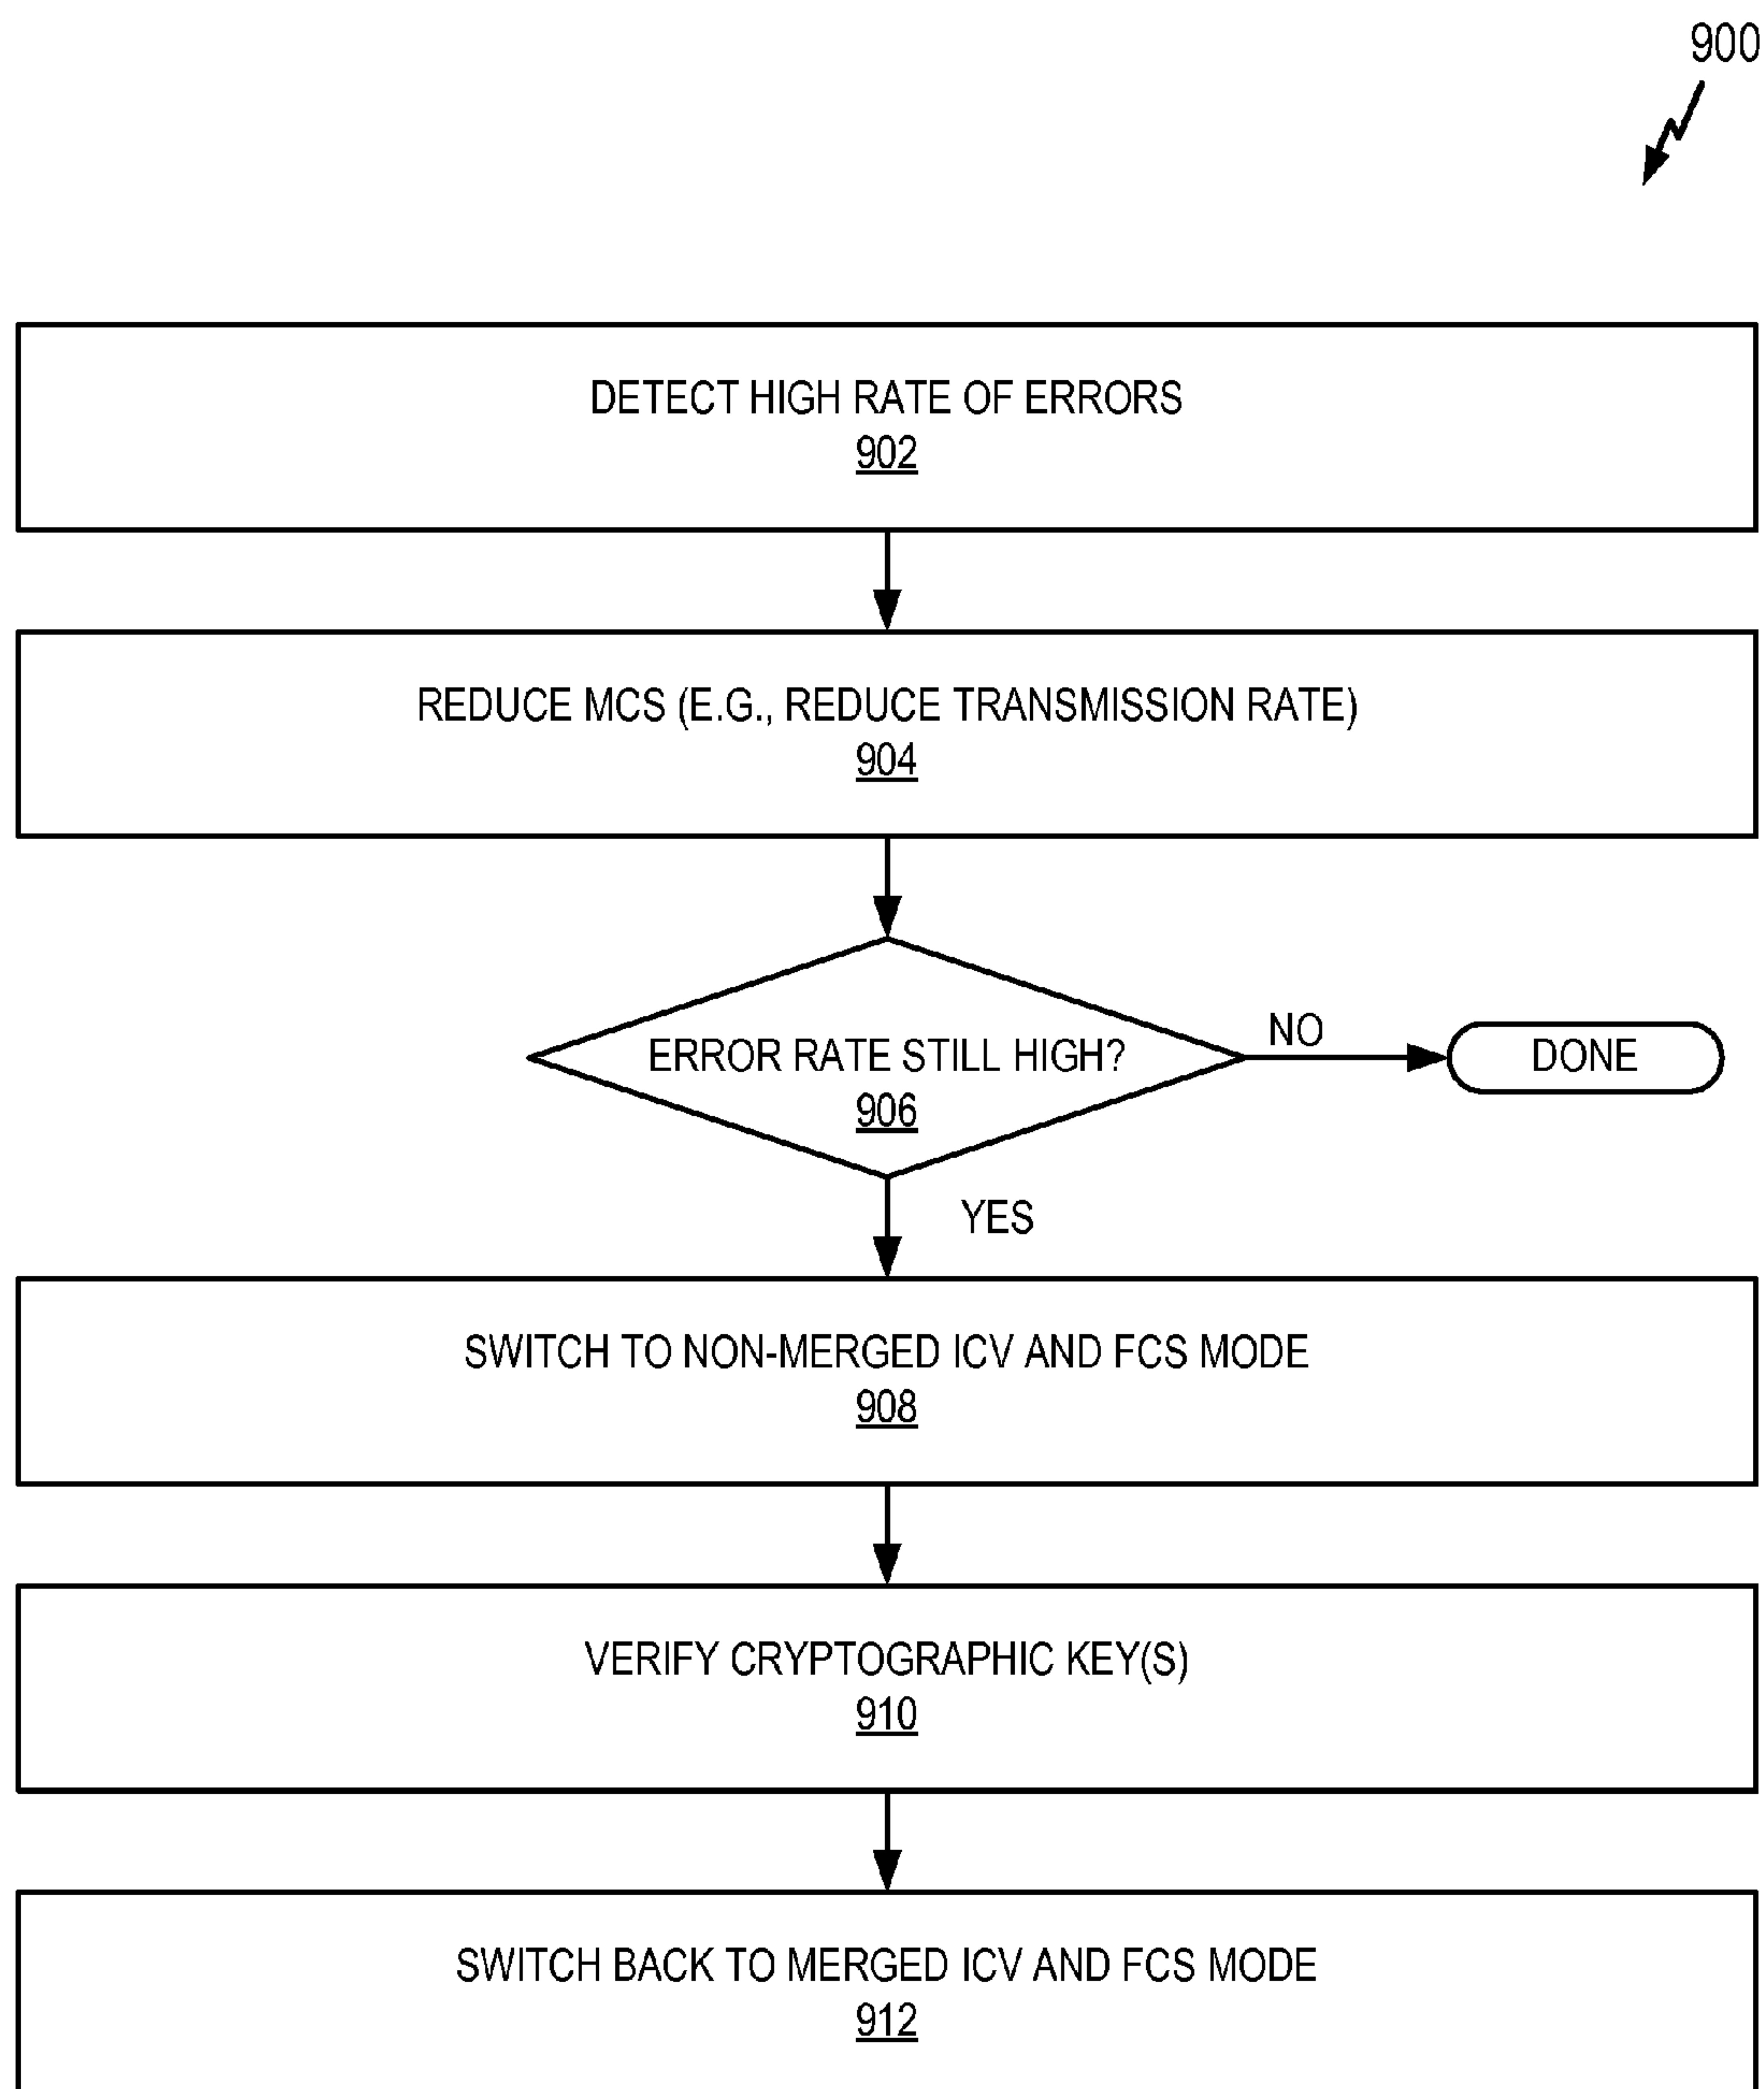 900
DETECT HIGH RATE OF ERRORS
902
REDUCE MCS (E.G., REDUCE TRANSMISSION RATE)
904
ERROR RATE STILL HIGH?
906
NO
DONE
YES
SWITCH TO NON-MERGED ICV AND FCS MODE
908
VERIFY CRYPTOGRAPHIC KEY(S)
910
SWITCH BACK TO MERGED ICV AND FCS MODE
912